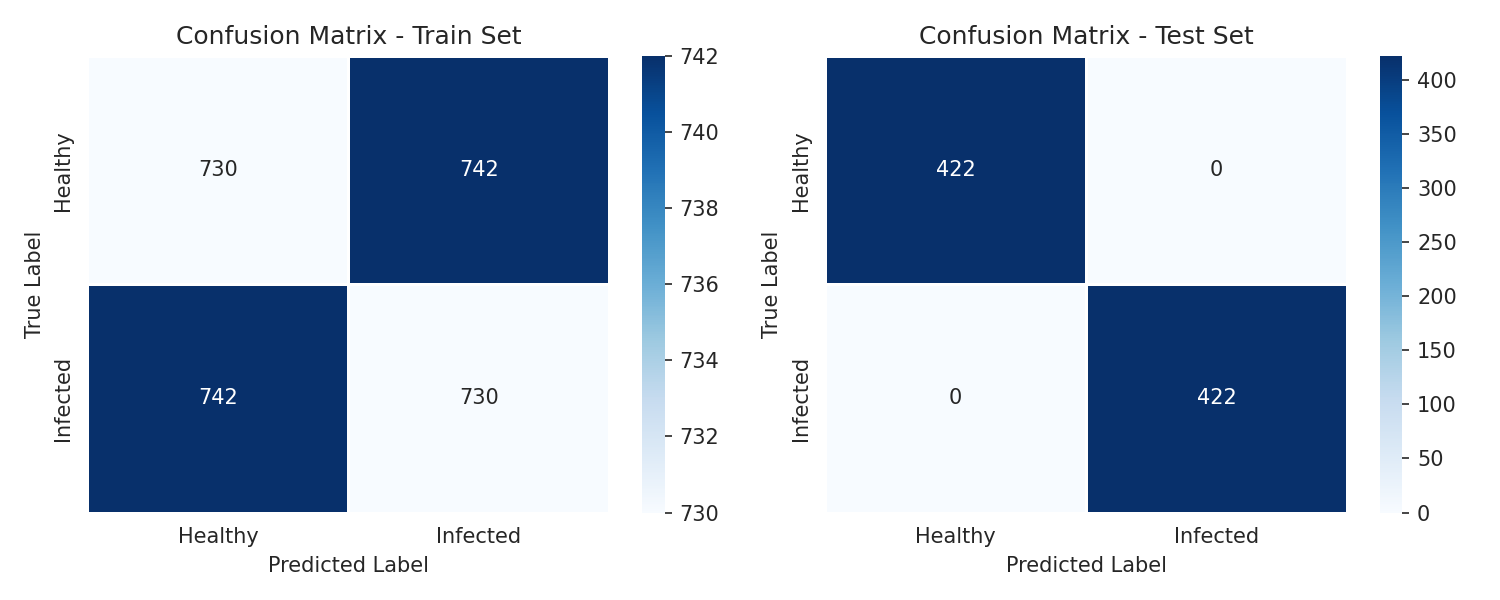 Confusion Matrix - Train Set
Healthy
Infected
True Label
730
742
742
730
Healthy
Infected
Predicted Label
742
740
738
736
734
732
730
Confusion Matrix - Test Set
Healthy
Infected
True Label
422
0
0
422
Healthy
Infected
Predicted Label
400
350
300
250
200
150
100
50
0